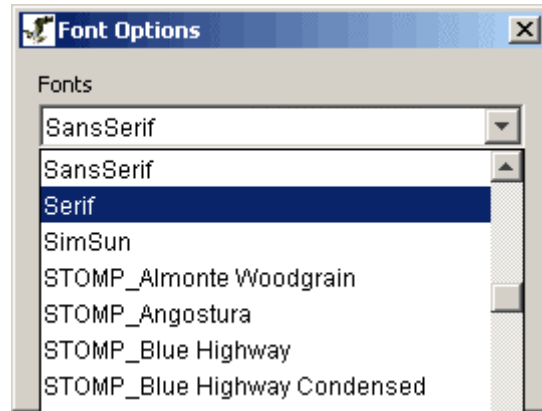 Font Options
Fonts
SansSerif
SansSerif
Serif
SimSun
STOMP_Almonte Woodgrain
STOMP_Angostura
STOMP_Blue Highway
STOMP_Blue Highway Condensed